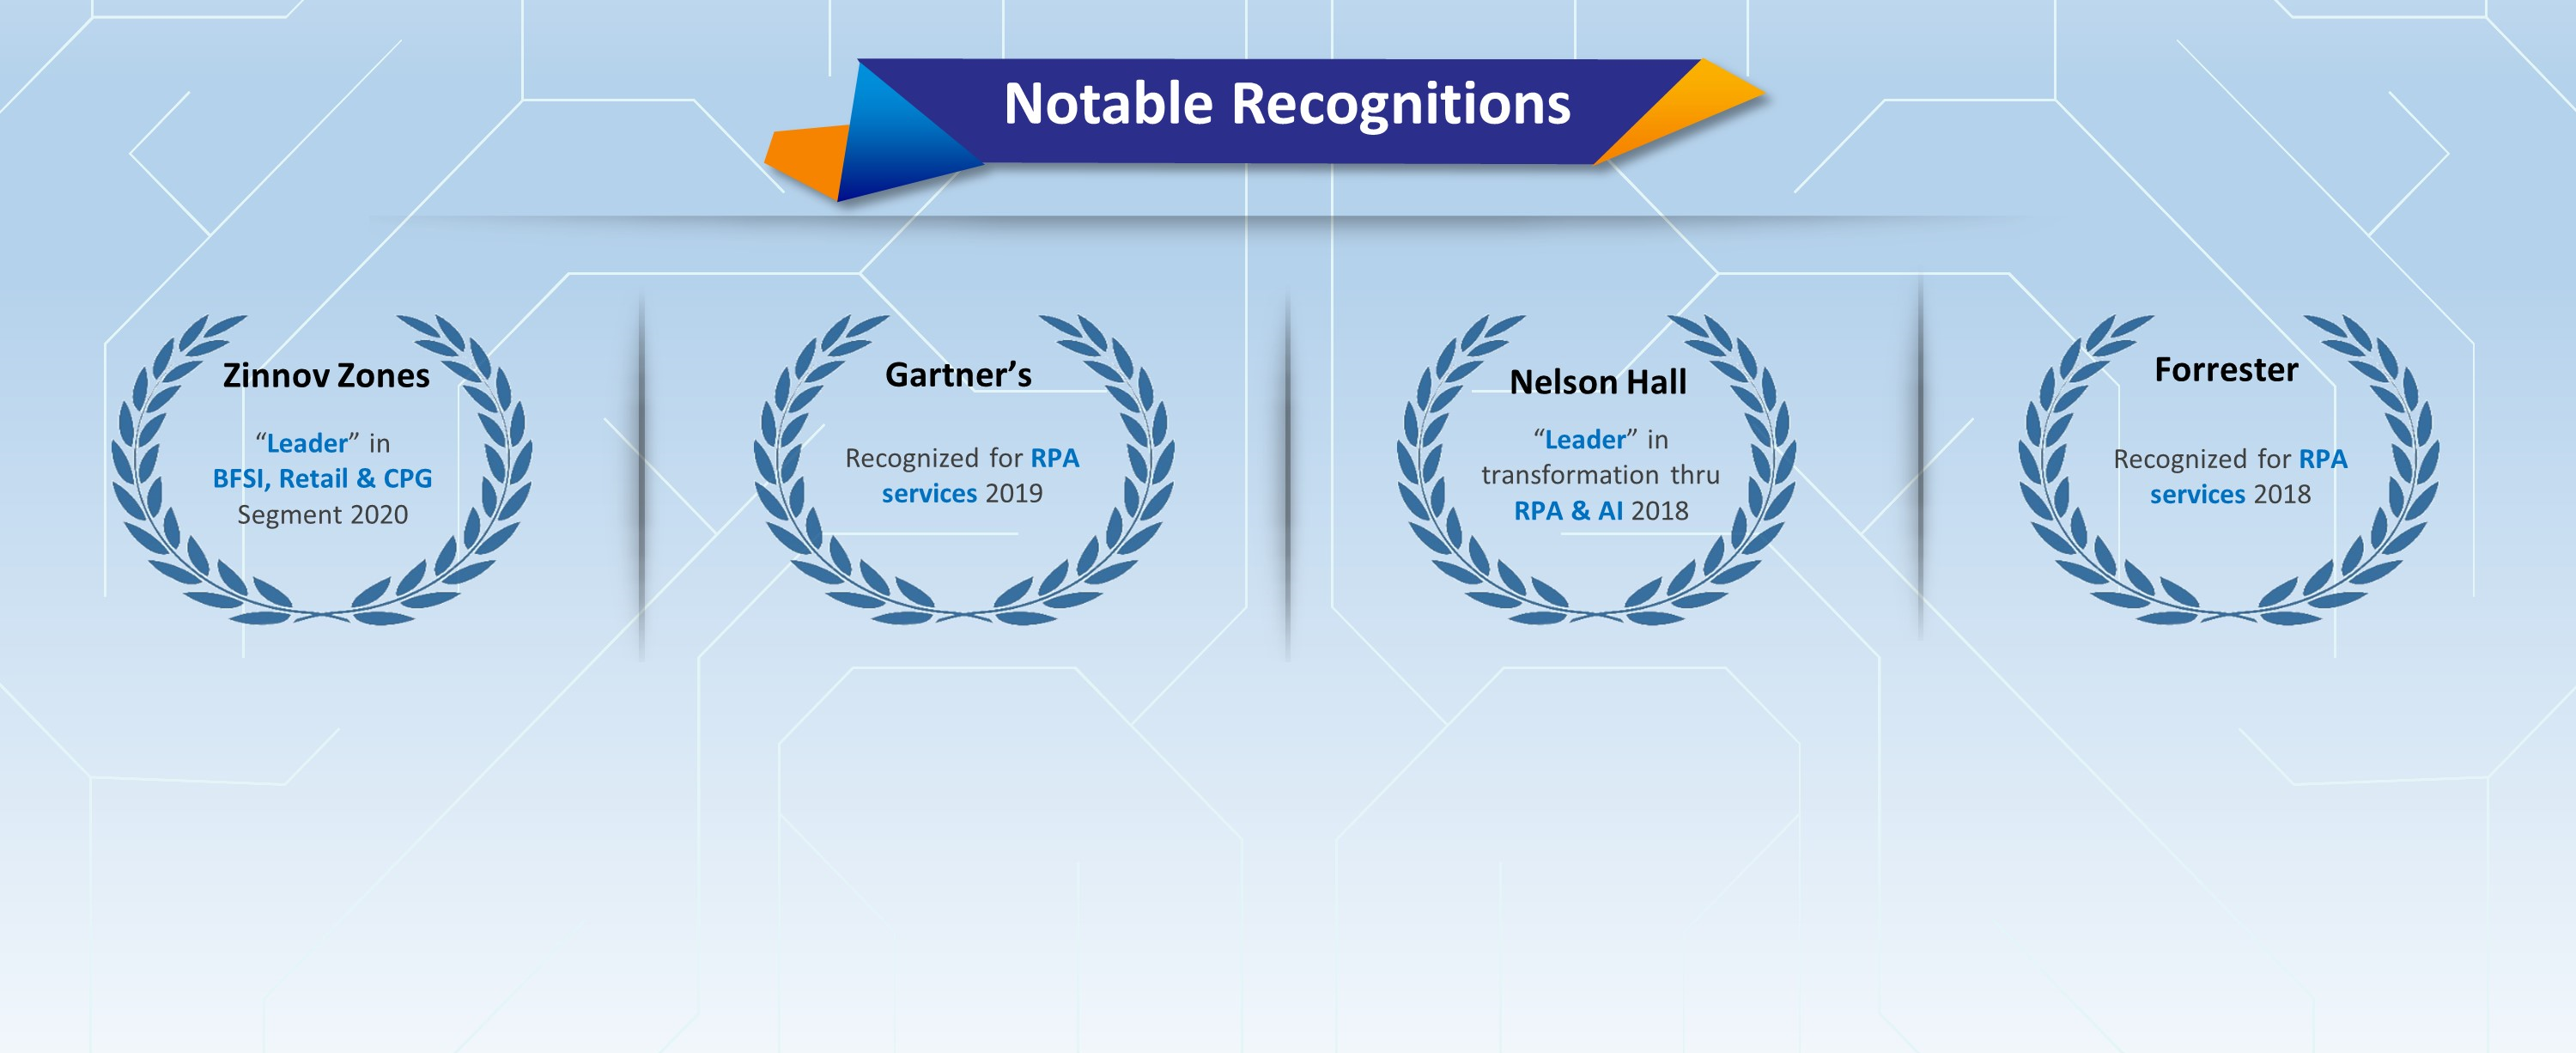 Notable Recognitions
Zinnov Zones
“Leader” in
BFSI, Retail & CPG
Segment 2020
Gartner’s
Recognized for RPA
services 2019
Nelson Hall
“Leader” in
transformation thru
RPA & AI 2018
Forrester
Recognized for RPA
services 2018